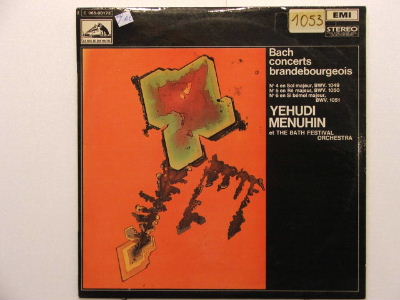 1053
EMI
STEREO
Bach
concerts
brandebourgeois
N° 4 en Sol majeur, BWV. 1049
N° 5 en Ré majeur, BWV. 1050
N° 6 en Si bémol majeur,
BWV. 1051
YEHUDI
MENUHIN
et THE BATH FESTIVAL
ORCHESTRA